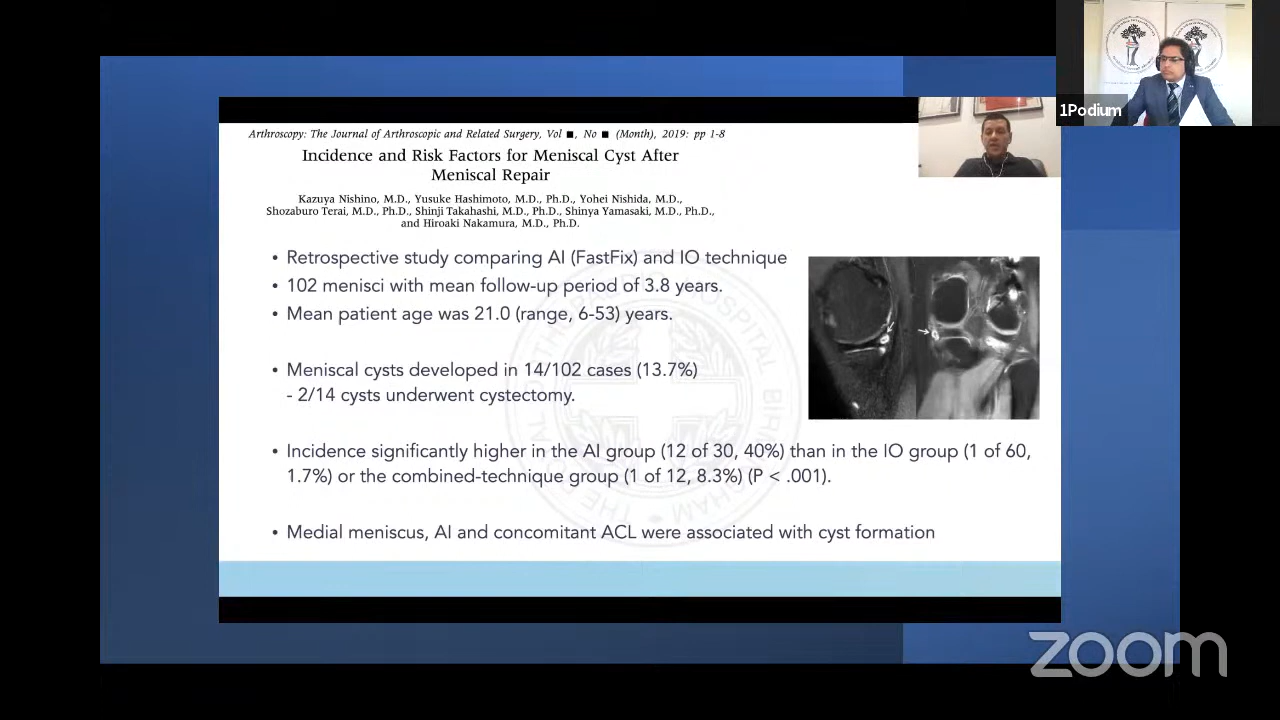 1Podium
Arthroscopy: The Journal of Arthroscopic and Related Surgery, Vol ■, No ■ (Month), 2019: pp 1-8
Incidence and Risk Factors for Meniscal Cyst After
Meniscal Repair
Kazuya Nishino, M.D., Yusuke Hashimoto, M.D., Ph.D., Yohei Nishida, M.D.,
Shozaburo Terai, M.D., Ph.D., Shinji Takahashi, M.D., Ph.D., Shinya Yamasaki, M.D., Ph.D.,
and Hiroaki Nakamura, M.D., Ph.D.
• Retrospective study comparing AI (FastFix) and IO technique
• 102 menisci with mean follow-up period of 3.8 years.
• Mean patient age was 21.0 (range, 6-53) years.
• Meniscal cysts developed in 14/102 cases (13.7%)
- 2/14 cysts underwent cystectomy.
• Incidence significantly higher in the AI group (12 of 30, 40%) than in the IO group (1 of 60,
1.7%) or the combined-technique group (1 of 12, 8.3%) (P < .001).
• Medial meniscus, AI and concomitant ACL were associated with cyst formation
zoom